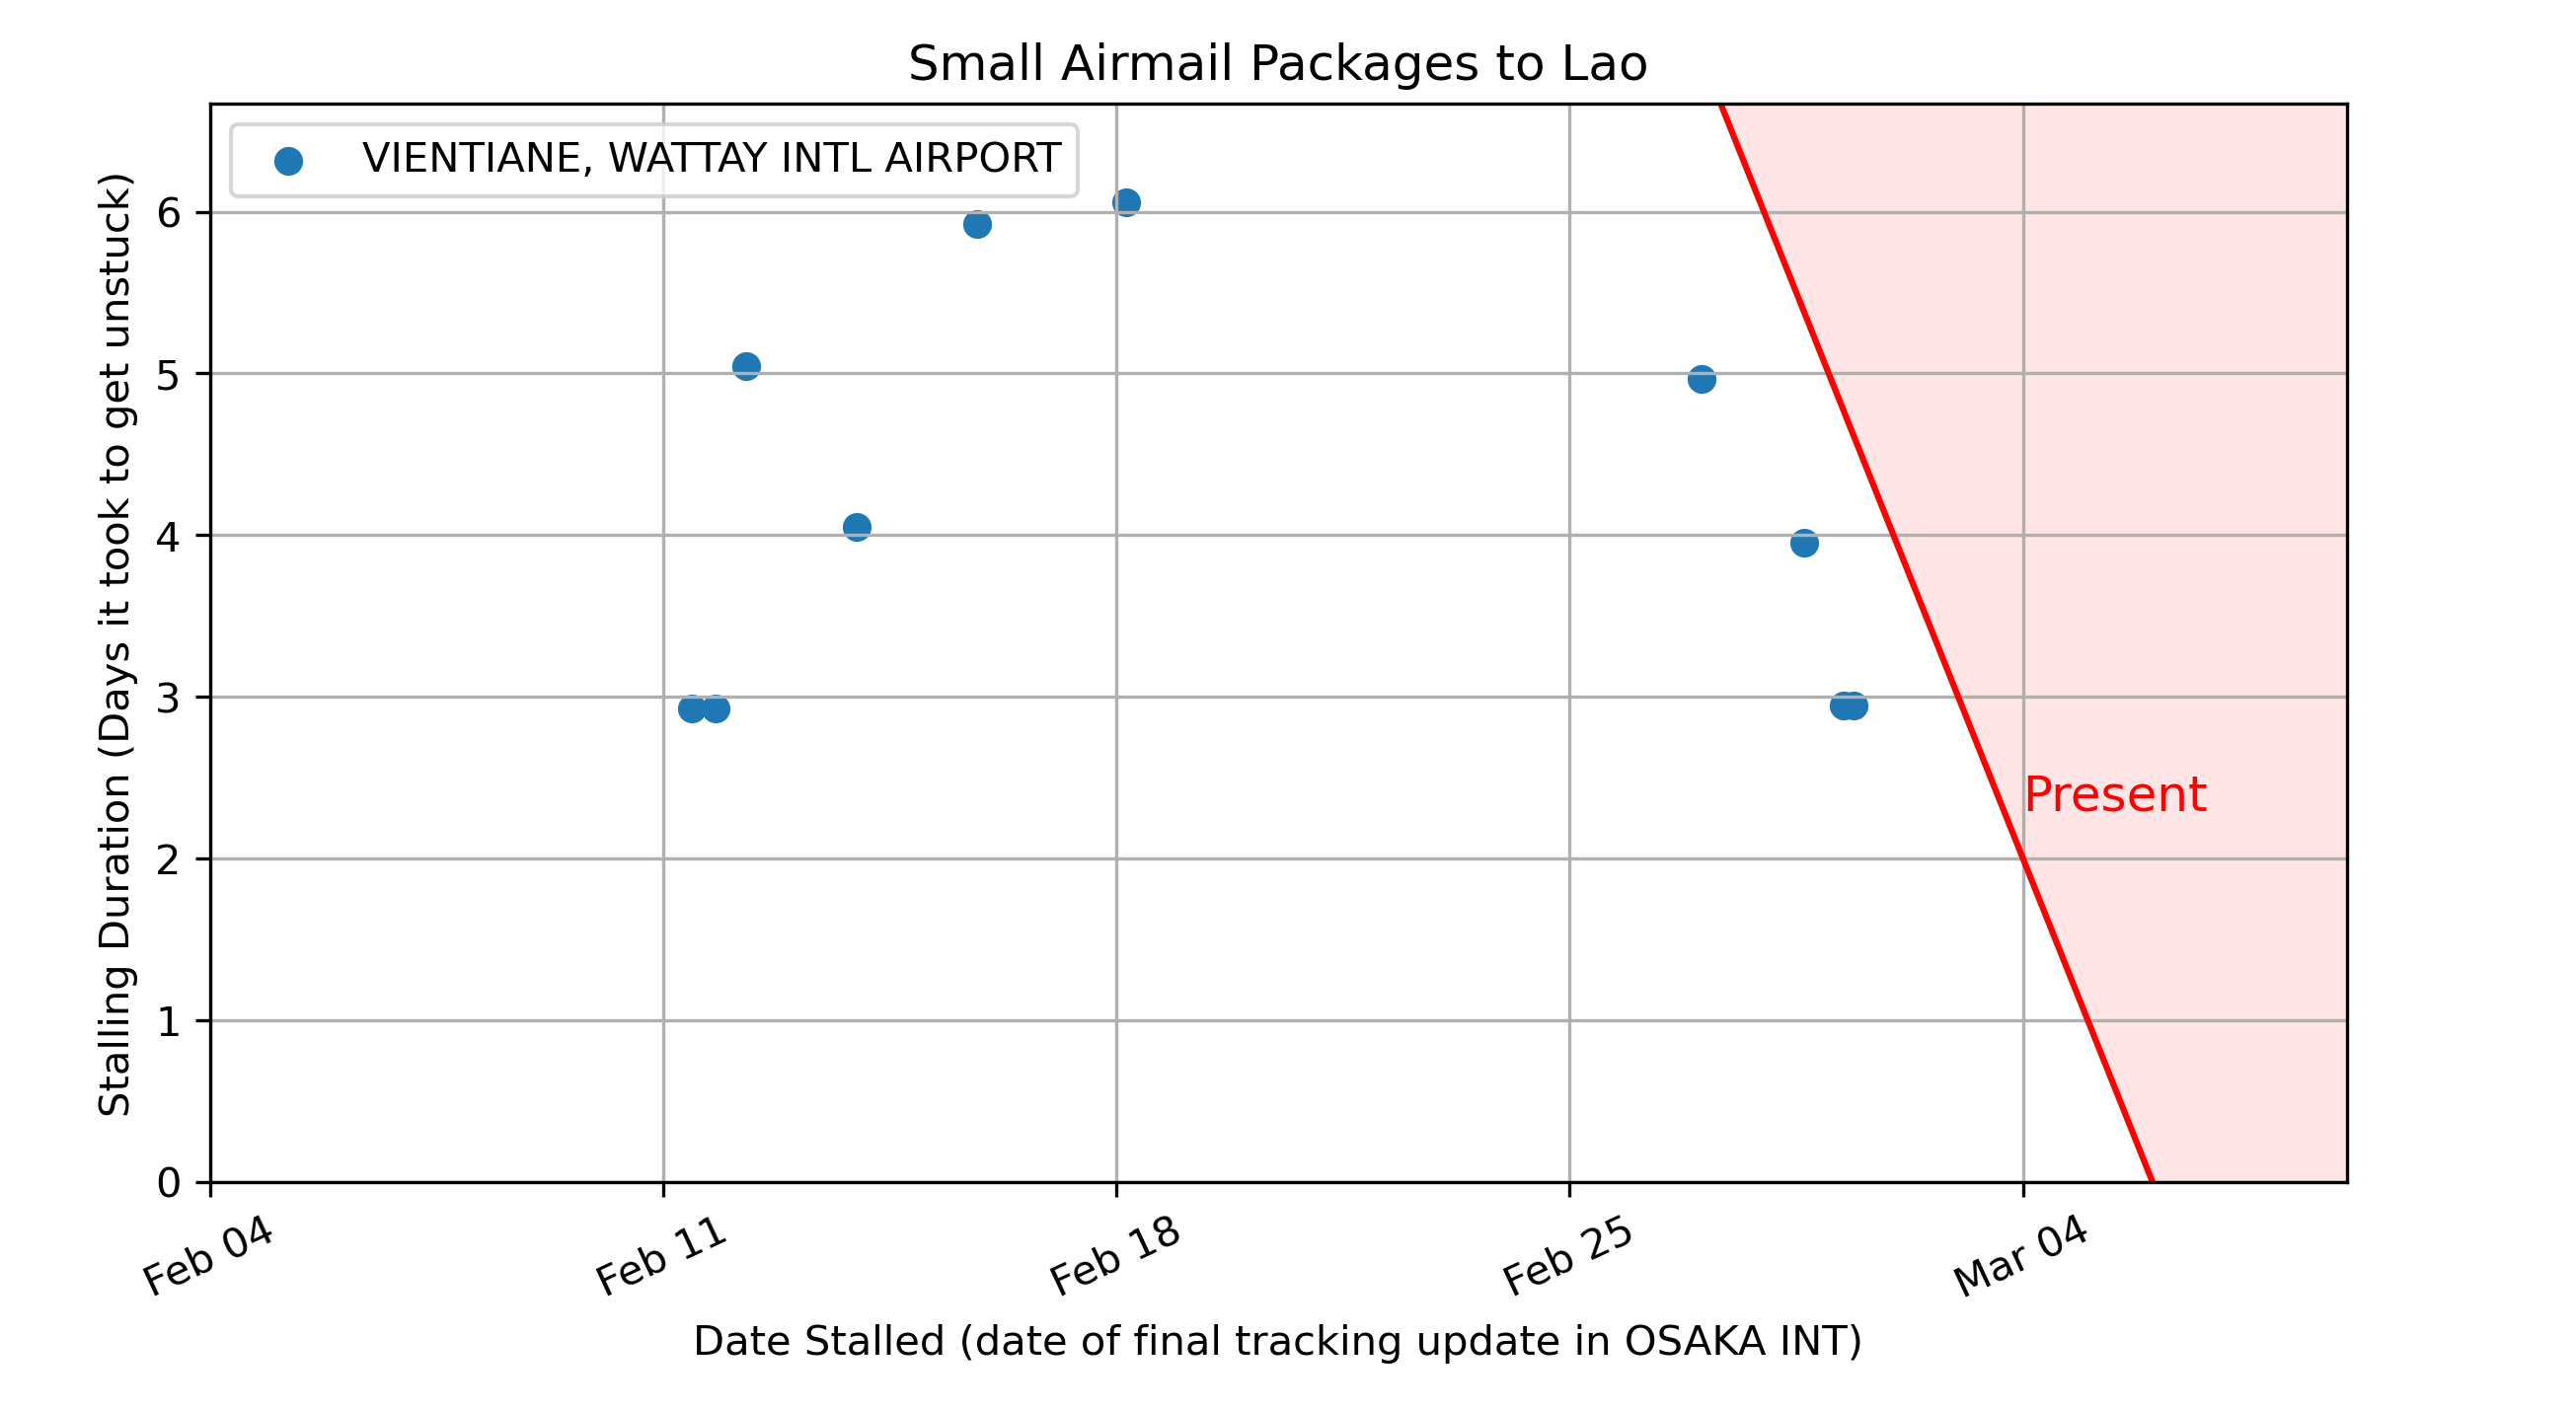 Small Airmail Packages to Lao
VIENTIANE, WATTAY INTL AIRPORT
Stalling Duration (Days it took to get unstuck)
6
5
4
3
2
1
0
Present
Feb 04
Feb 11
Feb 18
Feb 25
Mar 04
Date Stalled (date of final tracking update in OSAKA INT)